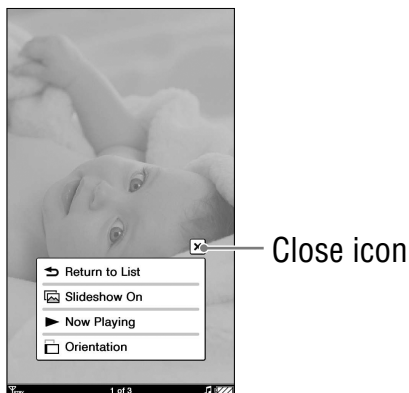 Close icon
Return to List
Slideshow On
Now Playing
Orientation
1 of 3